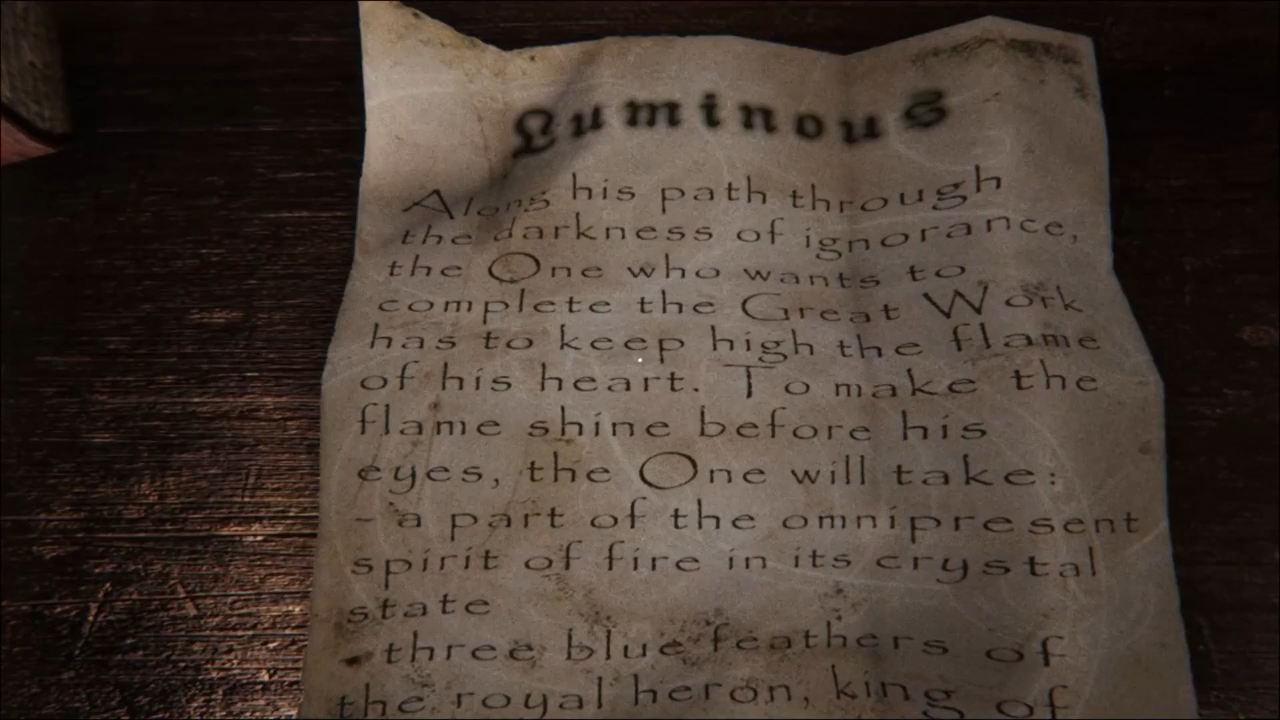 Luminous
Along his path through
the darkness of ignorance,
the One who wants to
complete the Great Work
has to keep high the flame
of his heart. To make the
flame shine before his
eyes, the One will take:
- a part of the omnipresent
spirit of fire in its crystal
state
- three blue feathers of
the royal heron, king of